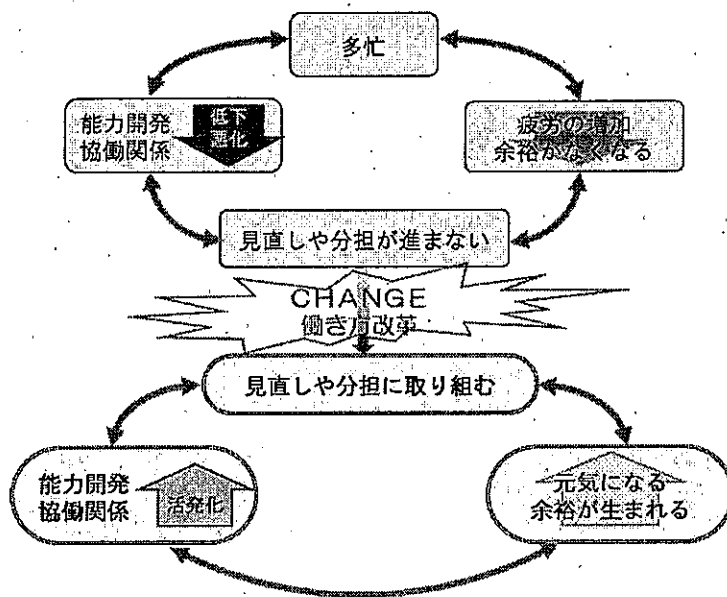 多忙
能力開発
協働関係
低下
悪化
疲労の増加
余裕がなくなる
見直しや分担が進まない
CHANGE
働き方改革
見直しや分担に取り組む
能力開発
協働関係
活発化
元気になる
余裕が生まれる